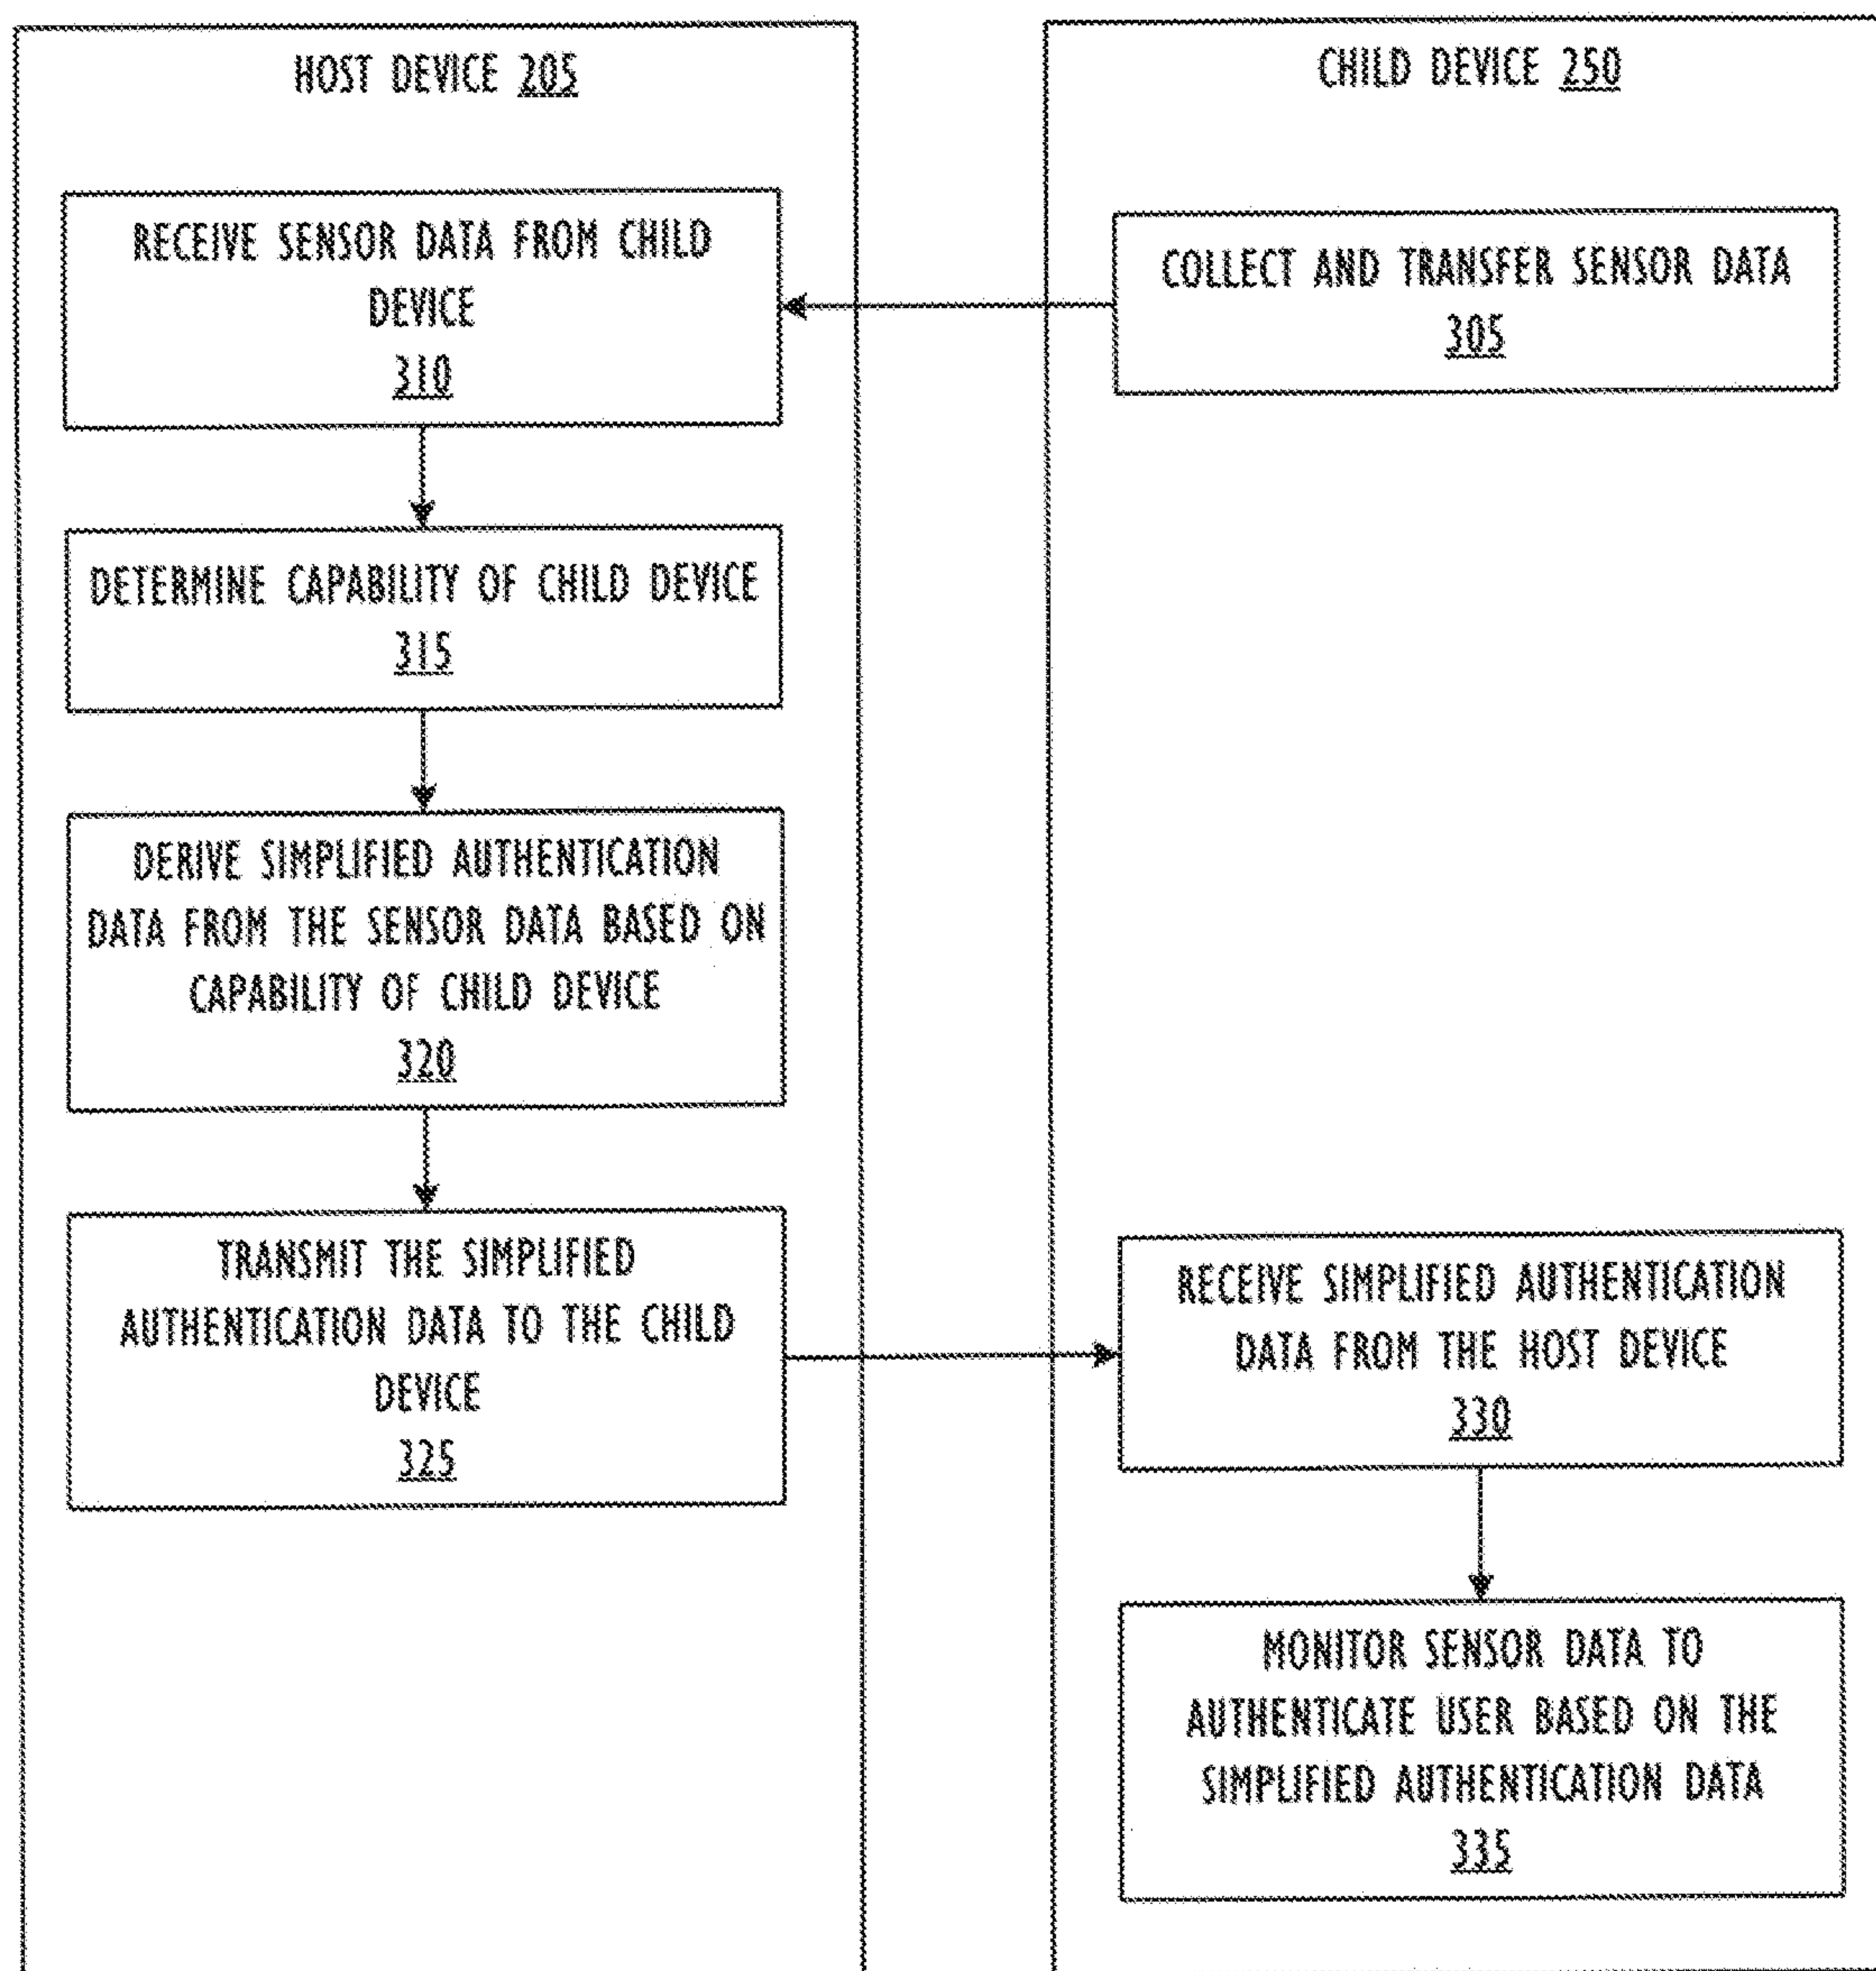 HOST DEVICE 205
RECEIVE SENSOR DATA FROM CHILD
DEVICE
310
DETERMINE CAPABILITY OF CHILD DEVICE
315
DERIVE SIMPLIFIED AUTHENTICATION
DATA FROM THE SENSOR DATA BASED ON
CAPABILITY OF CHILD DEVICE
320
TRANSMIT THE SIMPLIFIED
AUTHENTICATION DATA TO THE CHILD
DEVICE
325
CHILD DEVICE 250
COLLECT AND TRANSFER SENSOR DATA
305
RECEIVE SIMPLIFIED AUTHENTICATION
DATA FROM THE HOST DEVICE
330
MONITOR SENSOR DATA TO
AUTHENTICATE USER BASED ON THE
SIMPLIFIED AUTHENTICATION DATA
335